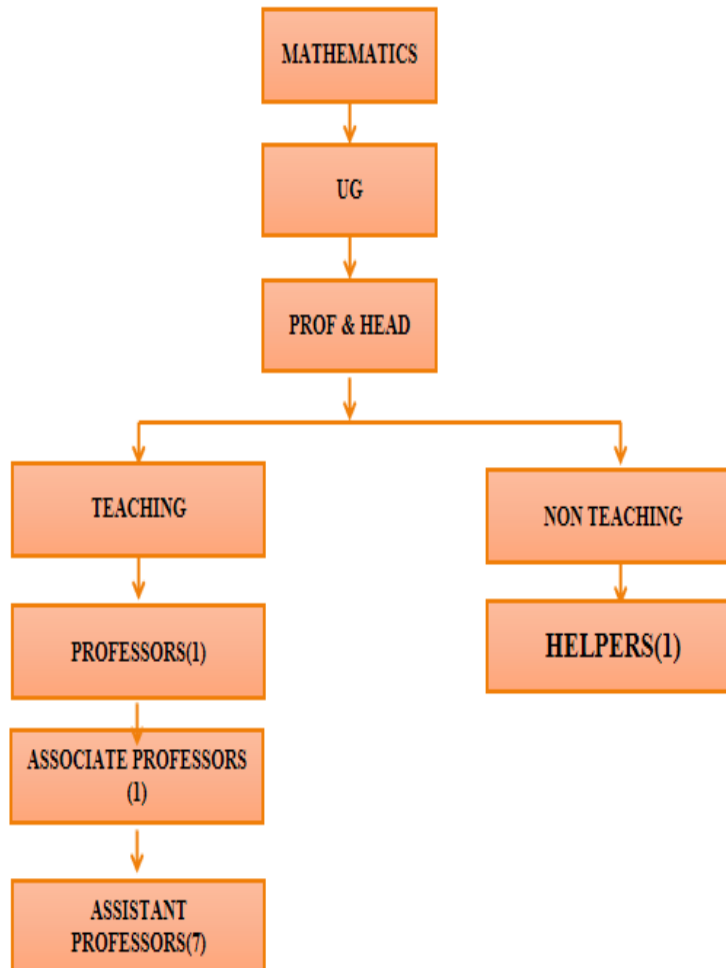 MATHEMATICS
UG
PROF & HEAD
TEACHING
NON TEACHING
PROFESSORS(1)
HELPERS(1)
ASSOCIATE PROFESSORS
(1)
ASSISTANT
PROFESSORS(7)